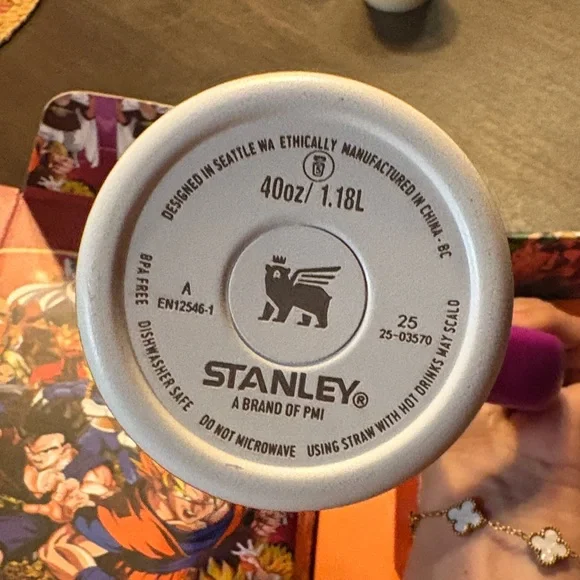 DESIGNED IN SEATTLE WA ETHICALLY MANUFACTURED IN CHINA - BC
40oz/ 1.18L
A
EN12546-1
25
25-03570
STANLEY®
A BRAND OF PMI
BPA FREE DISHWASHER SAFE DO NOT MICROWAVE USING STRAW WITH HOT DRINKS MAY SCALD